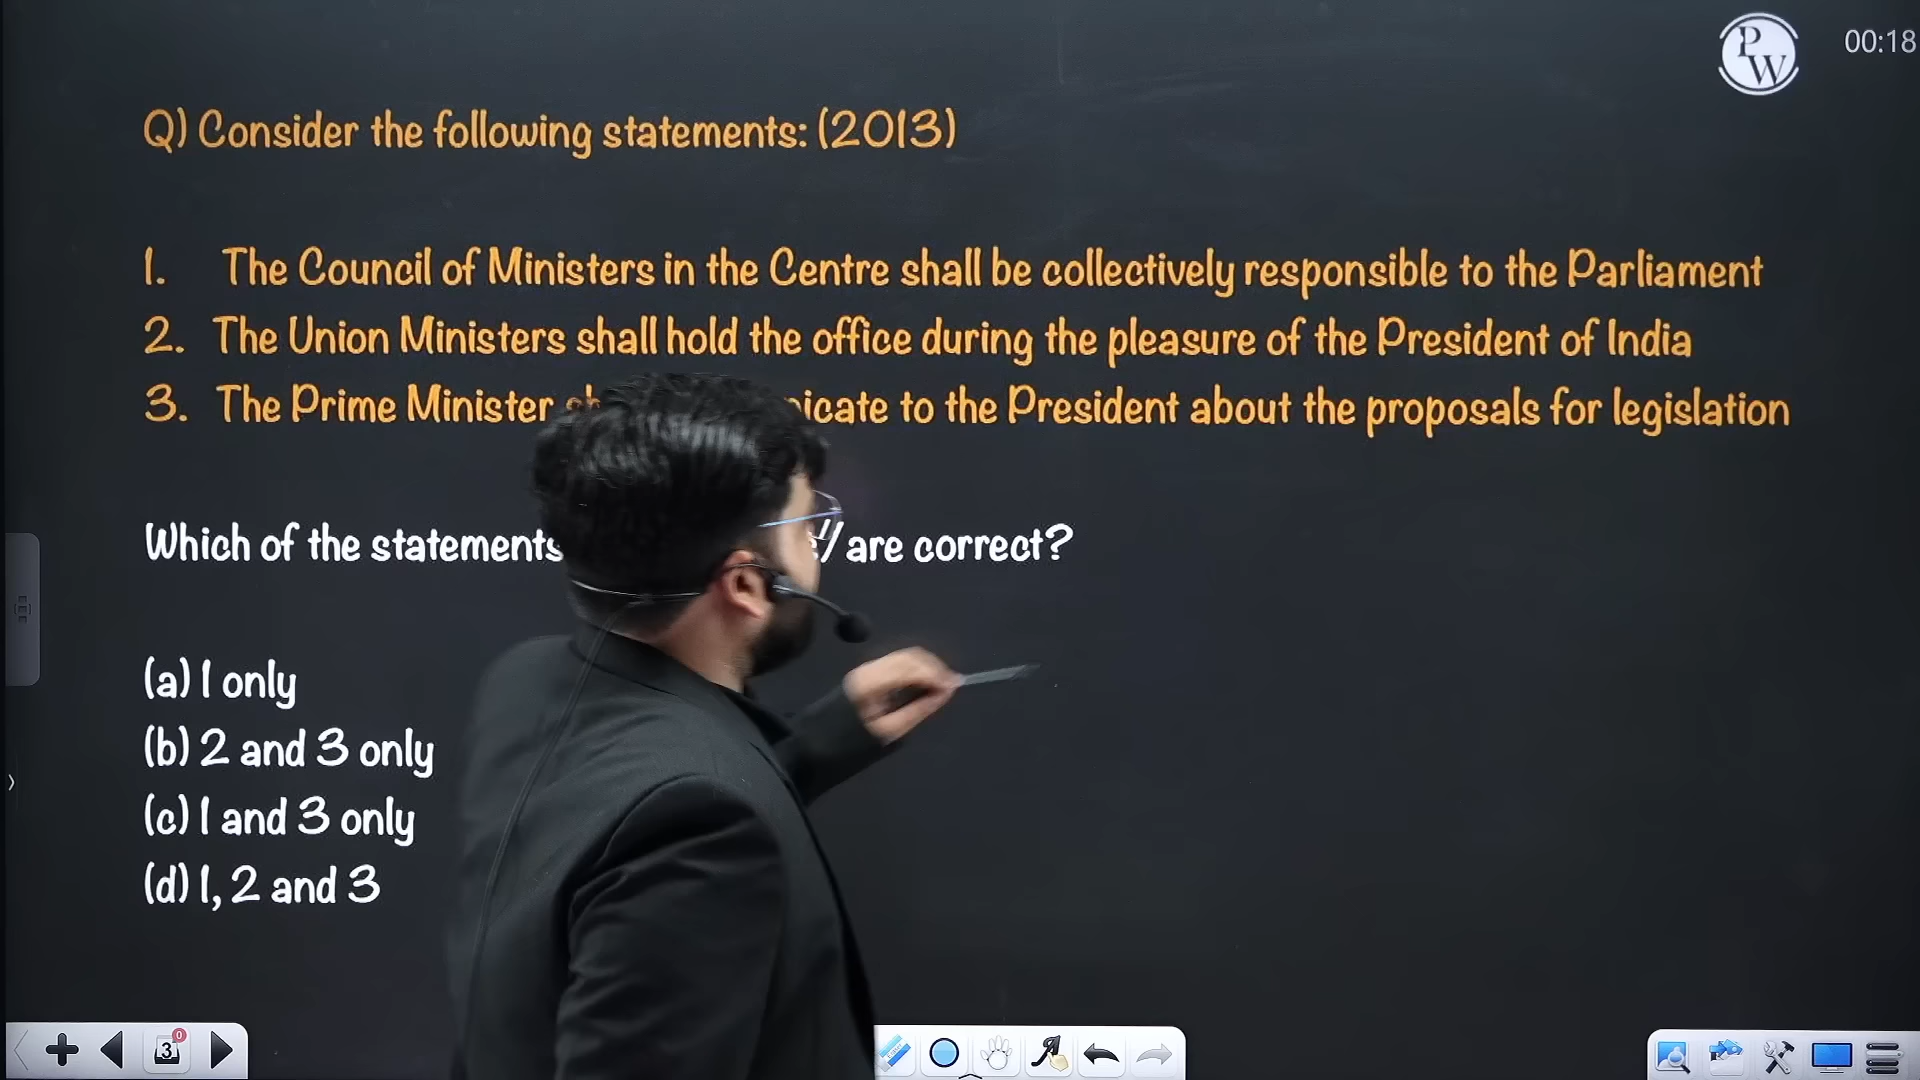 PW
00:18
Q) Consider the following statements: (2013)
1. The Council of Ministers in the Centre shall be collectively responsible to the Parliament
2. The Union Ministers shall hold the office during the pleasure of the President of India
3. The Prime Minister to the President about the proposals for legislation
Which of the statements are correct?
(a) 1 only
(b) 2 and 3 only
(c) 1 and 3 only
(d) 1, 2 and 3
3
0